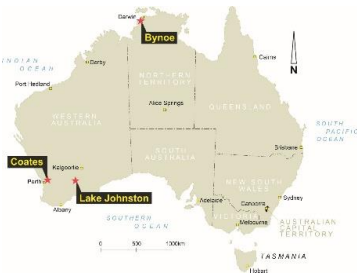 Darwin
Bynoe
INDIAN
OCEAN
Derby
Cairns
N
Port Hedland
NORTHERN
TERRITORY
Alice Springs
QUEENSLAND
WESTERN
AUSTRALIA
SOUTH
PACIFIC
OCEAN
SOUTH
AUSTRALIA
Brisbane
Coates
Kalgoorlie
Perth
NEW SOUTH
WALES
Lake Johnston
Adelaide
Canberra
Sydney
Albany
SOUTHERN
OCEAN
VICTORIA
Melbourne
AUSTRALIAN
CAPITAL
TERRITORY
0 500 1000km
TASMANIA
Hobart